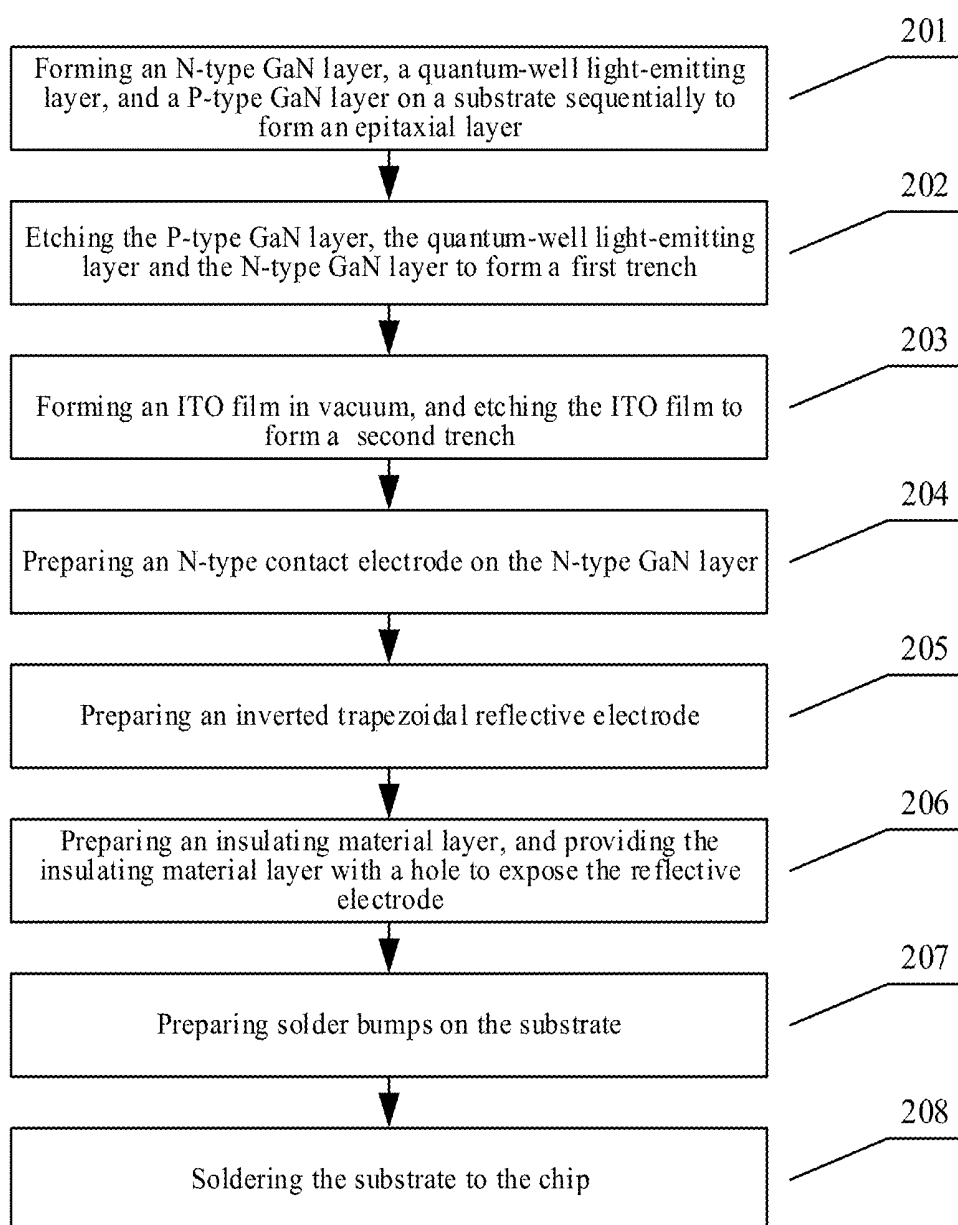 201
Forming an N-type GaN layer, a quantum-well light-emitting
layer, and a P-type GaN layer on a substrate sequentially to
form an epitaxial layer
202
Etching the P-type GaN layer, the quantum-well light-emitting
layer and the N-type GaN layer to form a first trench
203
Forming an ITO film in vacuum, and etching the ITO film to
form a second trench
204
Preparing an N-type contact electrode on the N-type GaN layer
205
Preparing an inverted trapezoidal reflective electrode
206
Preparing an insulating material layer, and providing the
insulating material layer with a hole to expose the reflective
electrode
207
Preparing solder bumps on the substrate
208
Soldering the substrate to the chip